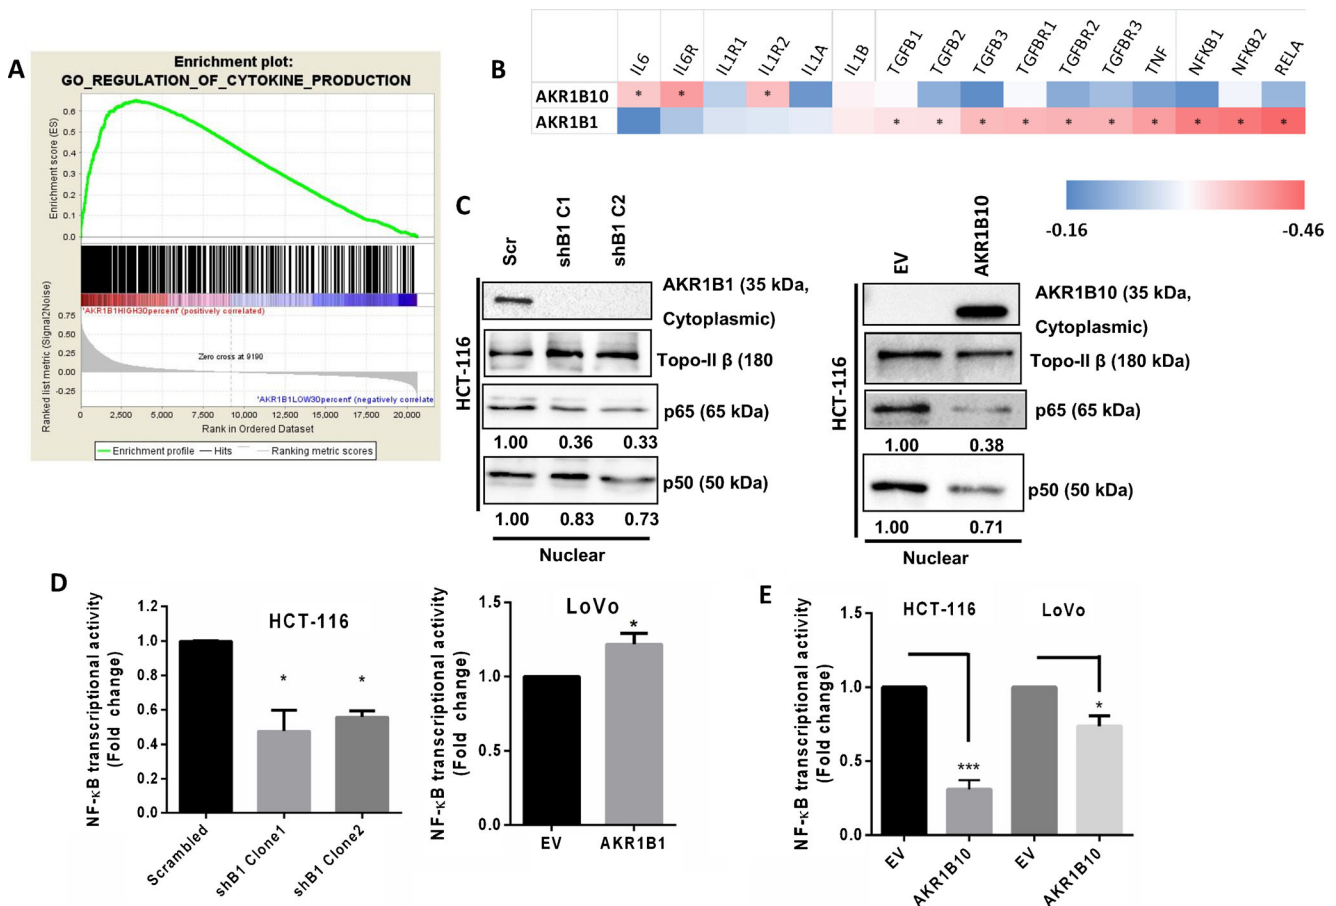 A
Enrichment plot:
GO_REGULATION_OF_CYTOKINE_PRODUCTION
Enrichment score (ES)
0.6
0.5
0.4
0.3
0.2
0.1
0.0
Ranked list metric (Signal2Noise)
0.75
0.50
0.25
0.00
-0.25
'AKR1B1HIGH30percent' (positively correlated)
Zero cross at 9190
'AKR1B1LOW30percent' (negatively correlate
0 2,500 5,000 7,500 10,000 12,500 15,000 17,500 20,000
Rank in Ordered Dataset
Enrichment profile Hits Ranking metric scores
B
IL6 IL6R IL1R1 IL1R2 IL1A IL1B TGFB1 TGFB2 TGFB3 TGFBR1 TGFBR2 TGFBR3 TNF NFKB1 NFKB2 RELA
AKR1B10 * * *
AKR1B1 * * * * * * * * * *
-0.16 -0.46
C
HCT-116
Scr shB1 C1 shB1 C2
AKR1B1 (35 kDa,
Cytoplasmic)
Topo-II β (180
p65 (65 kDa)
1.00 0.36 0.33
p50 (50 kDa)
1.00 0.83 0.73
Nuclear
HCT-116
EV AKR1B10
AKR1B10 (35 kDa,
Cytoplasmic)
Topo-II β (180 kDa)
p65 (65 kDa)
1.00 0.38
p50 (50 kDa)
1.00 0.71
Nuclear
D
NF-κB transcriptional activity
(Fold change)
HCT-116
1.2
1.0
0.8
0.6
0.4
0.2
0.0
* *
Scrambled shB1 Clone1 shB1 Clone2
NF-κB transcriptional activity
(Fold change)
LoVo
1.5
1.0
0.5
0.0
*
EV AKR1B1
E
NF-κB transcriptional activity
(Fold change)
HCT-116 LoVo
1.5
1.0
0.5
0.0
*** *
EV AKR1B10 EV AKR1B10